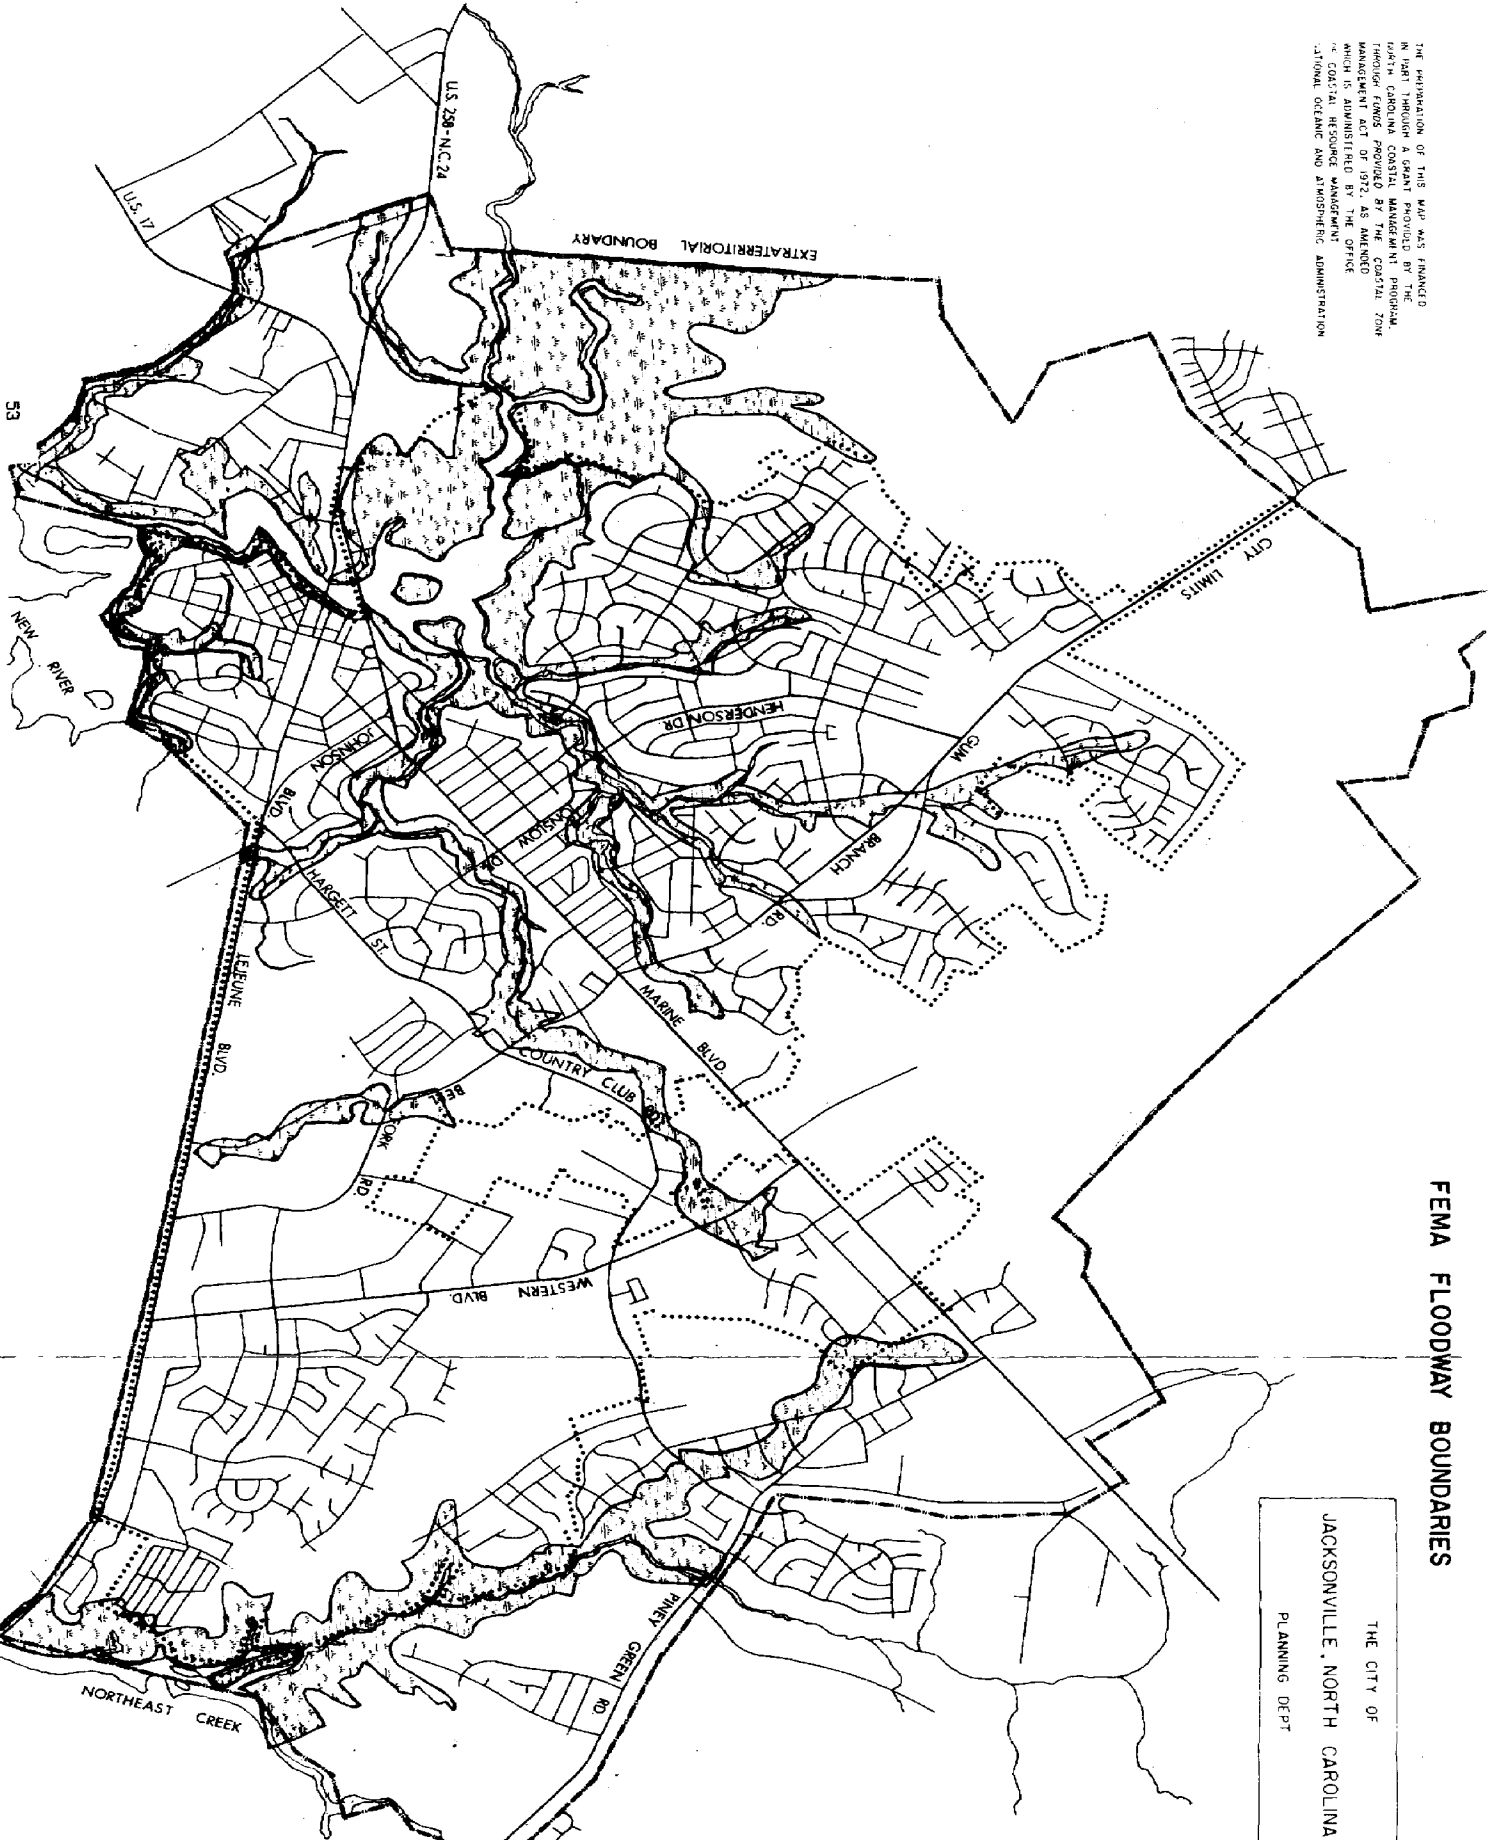 THE PREPARATION OF THIS MAP WAS FINANCED
IN PART THROUGH A GRANT PROVIDED BY THE
NORTH CAROLINA COASTAL MANAGEMENT PROGRAM,
THROUGH FUNDS PROVIDED BY THE COASTAL ZONE
MANAGEMENT ACT OF 1972, AS AMENDED
WHICH IS ADMINISTERED BY THE OFFICE
COASTAL RESOURCE MANAGEMENT
ATIONAL OCEANIC AND ATMOSPHERIC ADMINISTRATION
FEMA FLOODWAY BOUNDARIES
THE CITY OF
JACKSONVILLE, NORTH CAROLINA
PLANNING DEPT
U.S. 258-N.C. 24
U.S. 17
EXTRATERRITORIAL BOUNDARY
CITY LIMITS
HENDERSON DR.
GUM BRANCH RD.
JOHNSON BLVD.
ONSLOW DR.
HARGETT ST.
MARINE BLVD.
LEJEUNE BLVD.
COUNTRY CLUB RD.
BELL FORK RD.
WESTERN BLVD.
PINEY GREEN RD.
NEW RIVER
NORTHEAST CREEK
53